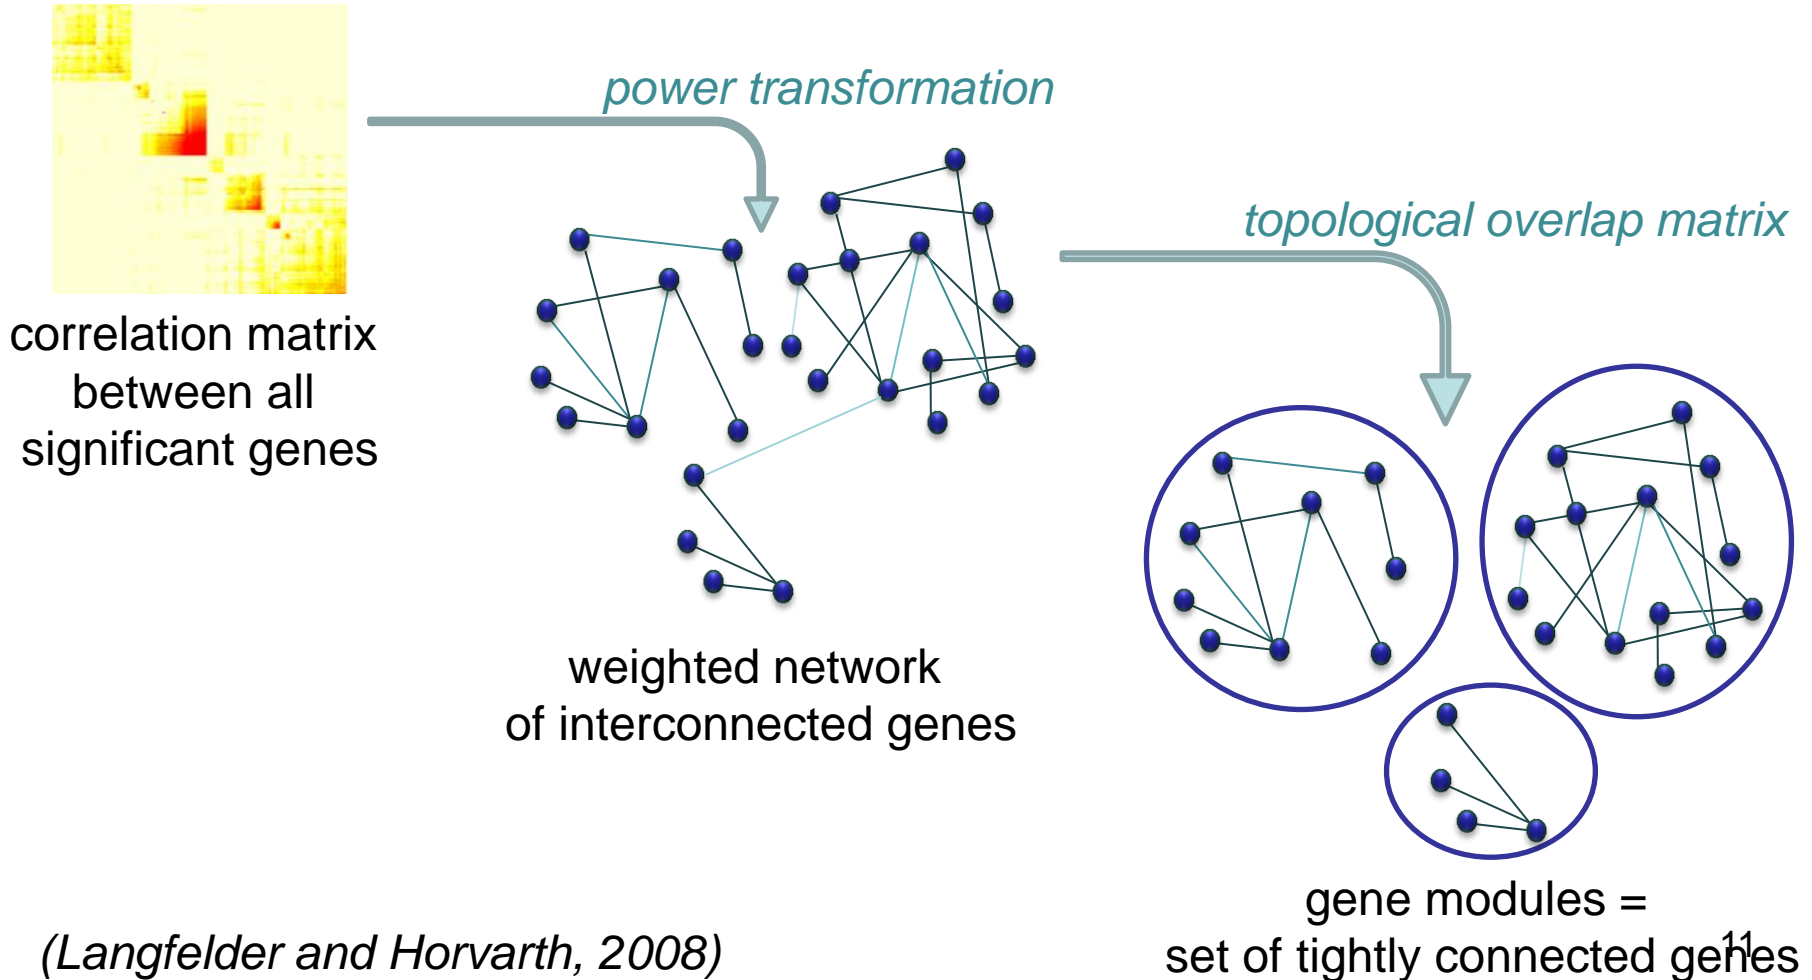 power transformation
topological overlap matrix
correlation matrix
between all
significant genes
weighted network
of interconnected genes
gene modules =
set of tightly connected genes
11
(Langfelder and Horvarth, 2008)